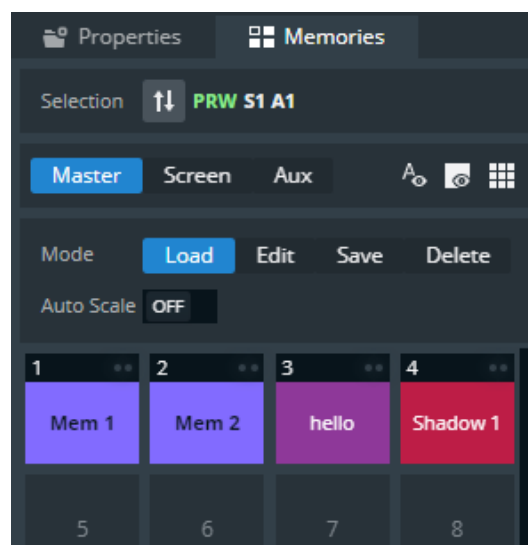 Properties Memories
Selection PRW S1 A1
Master Screen Aux A
Mode Load Edit Save Delete
Auto Scale OFF
1 2 3 4
Mem 1 Mem 2 hello Shadow 1
5 6 7 8